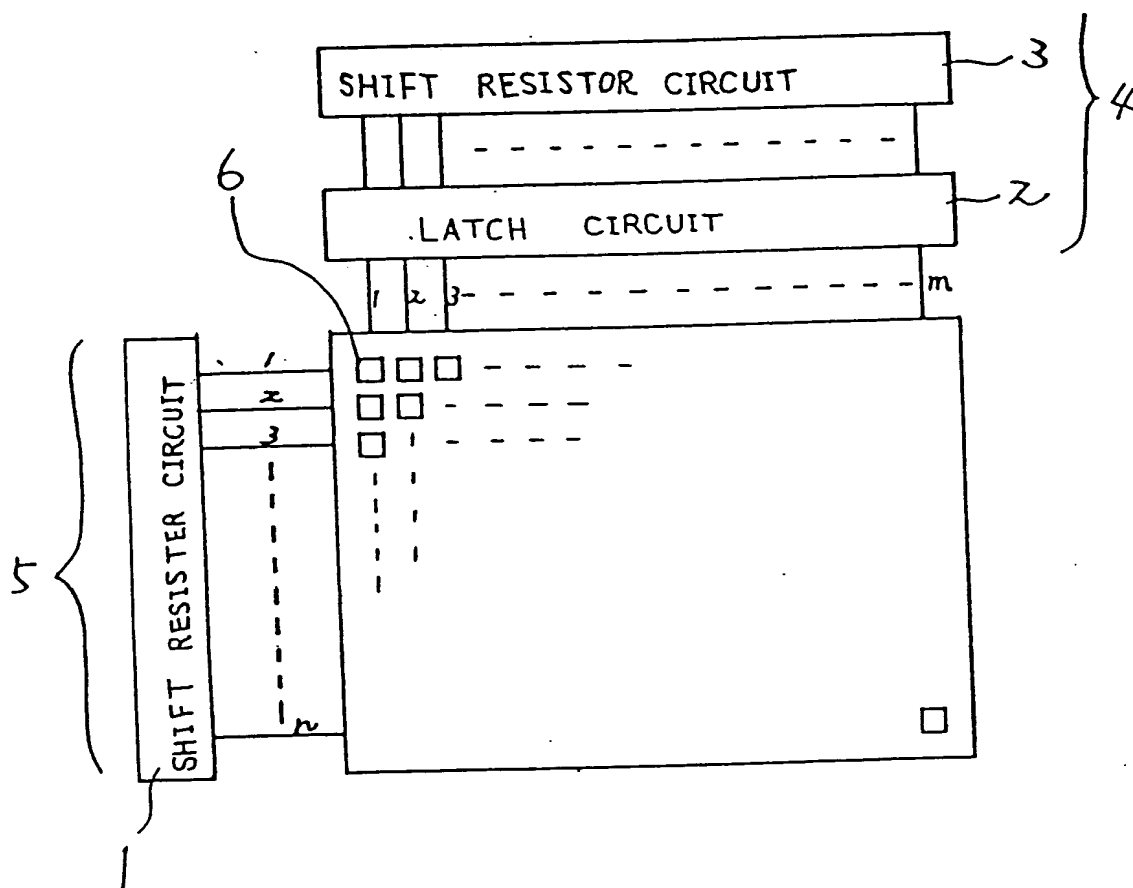 SHIFT RESISTOR CIRCUIT
3
4
6
LATCH CIRCUIT
2
1 2 3 m
1
2
3
n
SHIFT RESISTER CIRCUIT
5
1